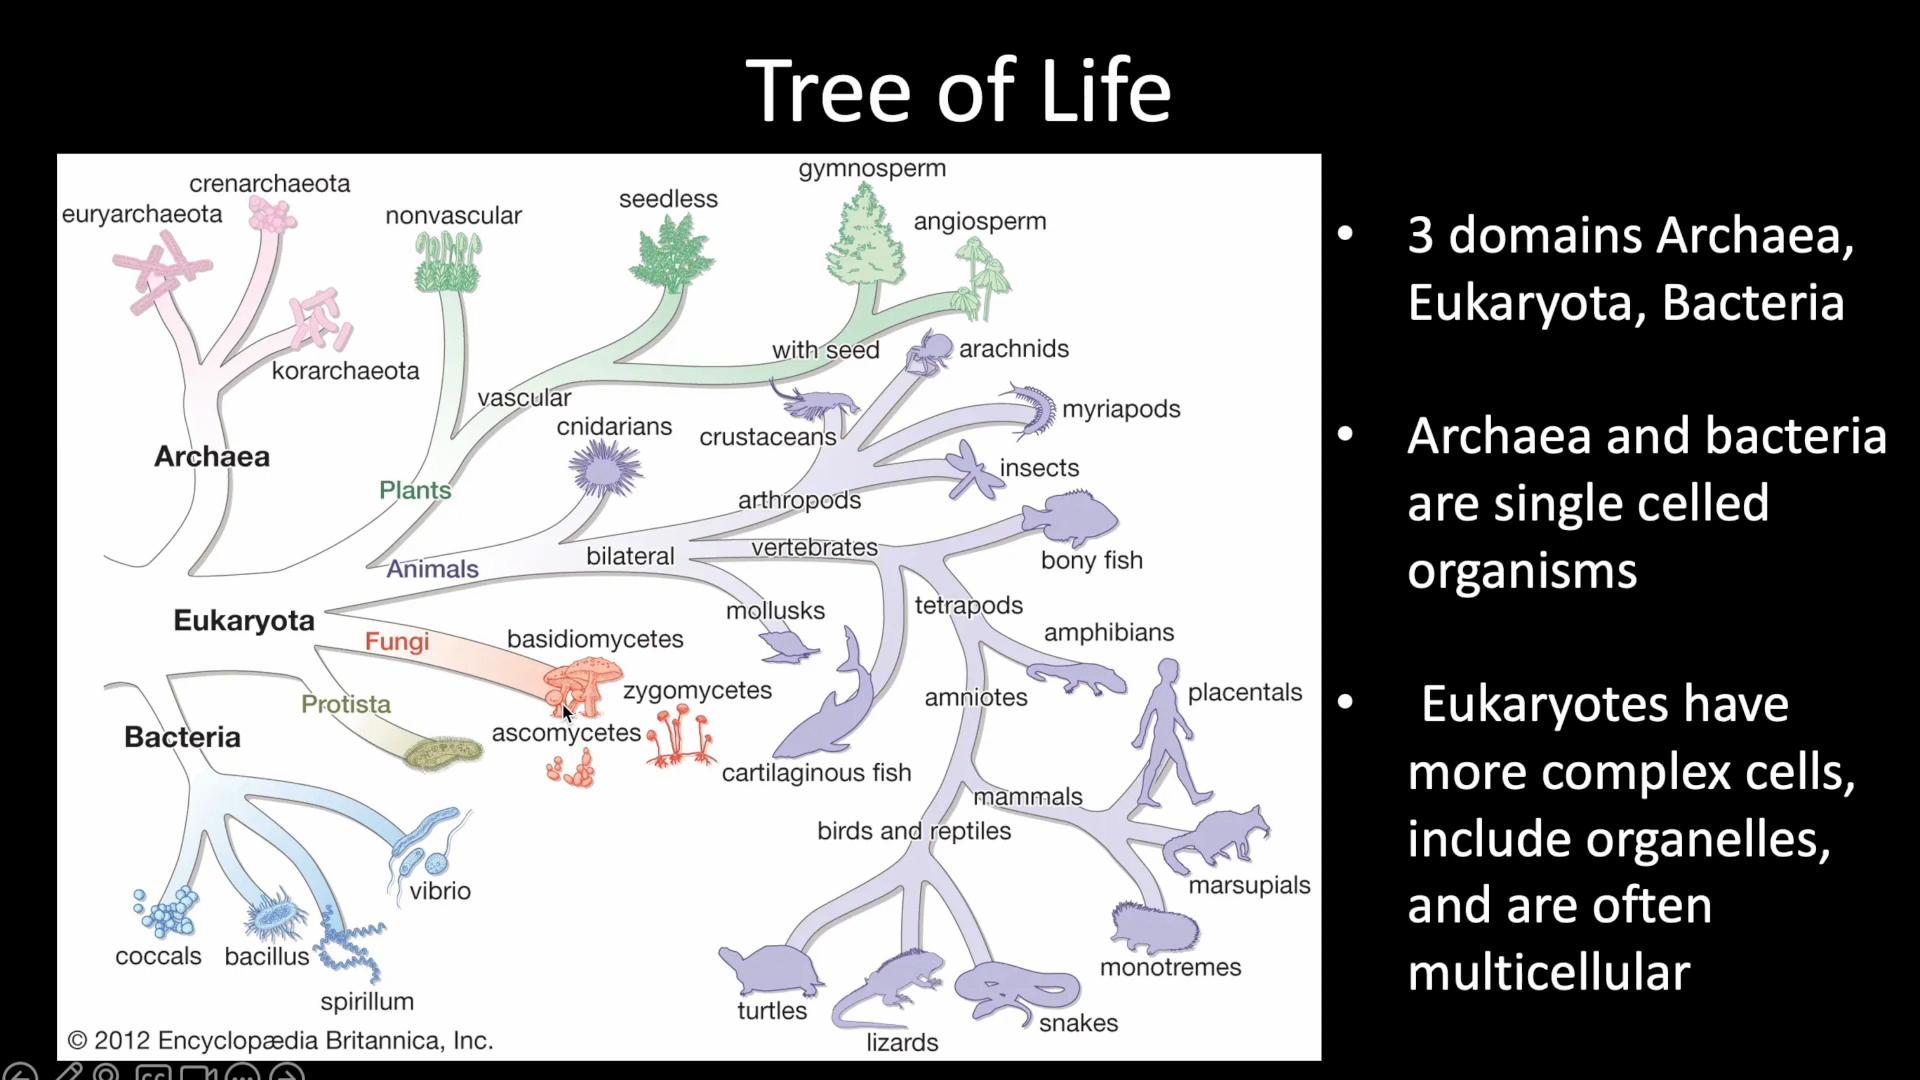 Tree of Life
crenarchaeota
euryarchaeota
korarchaeota
Archaea
nonvascular
seedless
gymnosperm
angiosperm
with seed
vascular
Plants
cnidarians
crustaceans
arachnids
myriapods
insects
arthropods
bilateral
vertebrates
Animals
bony fish
mollusks
tetrapods
amphibians
Eukaryota
Fungi
basidiomycetes
zygomycetes
ascomycetes
Protista
cartilaginous fish
amniotes
placentals
mammals
birds and reptiles
marsupials
monotremes
turtles
lizards
snakes
Bacteria
vibrio
coccals
bacillus
spirillum
© 2012 Encyclopædia Britannica, Inc.
• 3 domains Archaea,
Eukaryota, Bacteria
• Archaea and bacteria
are single celled
organisms
• Eukaryotes have
more complex cells,
include organelles,
and are often
multicellular